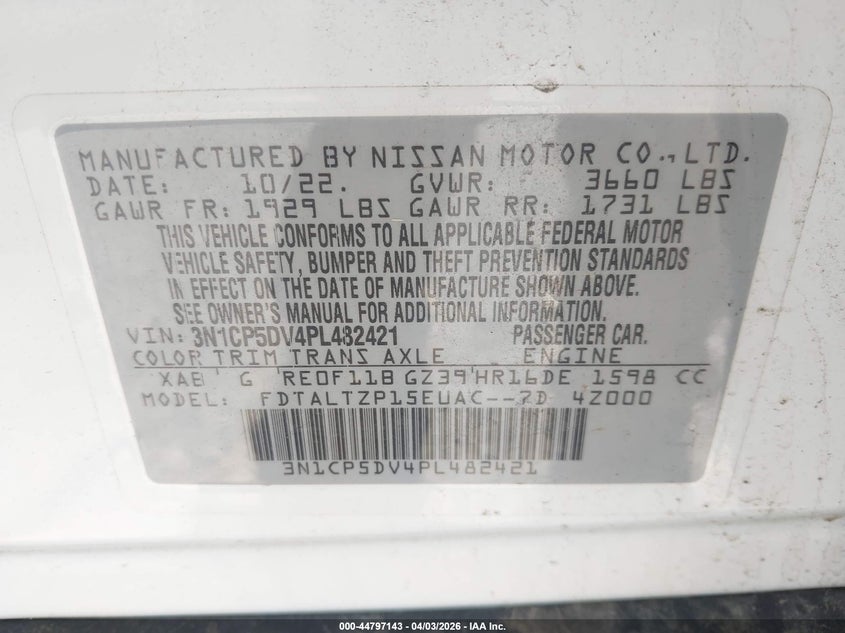 MANUFACTURED BY NISSAN MOTOR CO.,LTD.
DATE: 10/22. GVWR: 3660 LBS
GAWR FR: 1929 LBS GAWR RR: 1731 LBS
THIS VEHICLE CONFORMS TO ALL APPLICABLE FEDERAL MOTOR
VEHICLE SAFETY, BUMPER AND THEFT PREVENTION STANDARDS
IN EFFECT ON THE DATE OF MANUFACTURE SHOWN ABOVE.
SEE OWNER'S MANUAL FOR ADDITIONAL INFORMATION.
VIN: 3N1CP5DV4PL482421 PASSENGER CAR.
COLOR TRIM TRANS AXLE ENGINE
XAB G RE0F11B GZ39 HR16DE 1598 CC
MODEL: FDTALTZP15EUAC--7D 4Z000
3N1CP5DV4PL482421
000-44797143 | 04/03/2026 - IAA Inc.